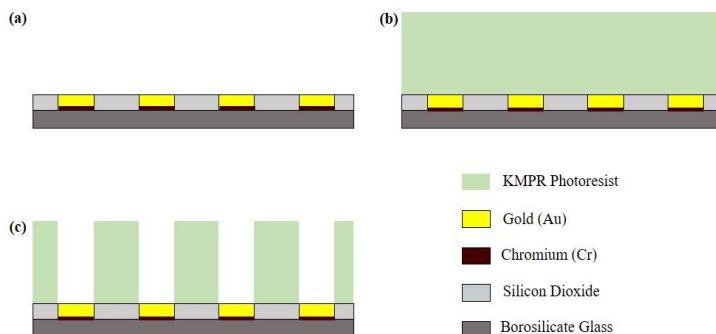 (a)
(b)
(c)
KMPR Photoresist
Gold (Au)
Chromium (Cr)
Silicon Dioxide
Borosilicate Glass